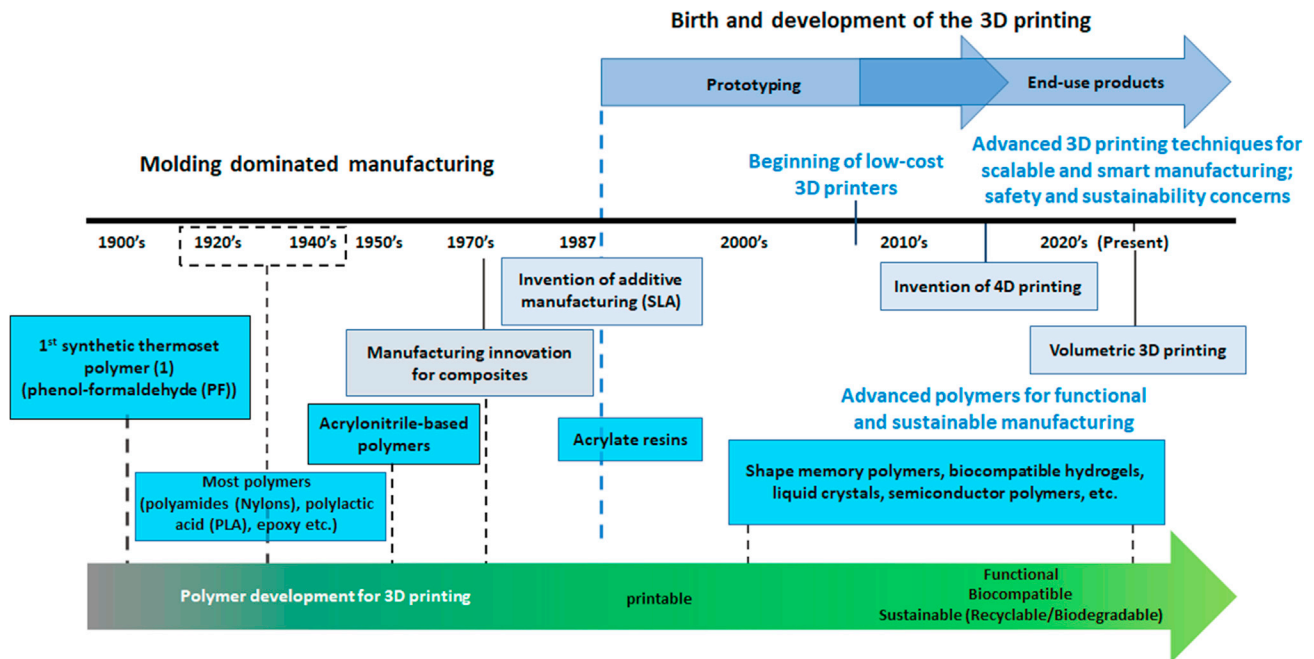 Birth and development of the 3D printing
Prototyping
End-use products
Molding dominated manufacturing
Beginning of low-cost
3D printers
Advanced 3D printing techniques for
scalable and smart manufacturing;
safety and sustainability concerns
1900's
1920's
1940's
1950's
1970's
1987
2000's
2010's
2020's (Present)
Invention of additive
manufacturing (SLA)
Invention of 4D printing
1st synthetic thermoset
polymer (1)
(phenol-formaldehyde (PF))
Manufacturing innovation
for composites
Volumetric 3D printing
Acrylonitrile-based
polymers
Acrylate resins
Advanced polymers for functional
and sustainable manufacturing
Most polymers
(polyamides (Nylons), polylactic
acid (PLA), epoxy etc.)
Shape memory polymers, biocompatible hydrogels,
liquid crystals, semiconductor polymers, etc.
Polymer development for 3D printing
printable
Functional
Biocompatible
Sustainable (Recyclable/Biodegradable)